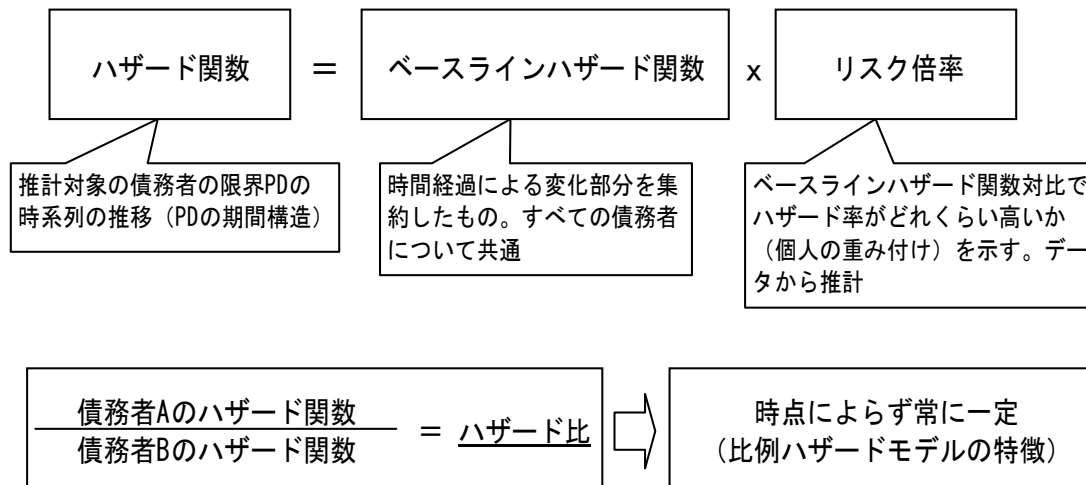 ハザード関数 = ベースラインハザード関数 x リスク倍率
推計対象の債務者の限界PDの
時系列の推移（PDの期間構造）
時間経過による変化部分を集
約したもの。すべての債務者
について共通
ベースラインハザード関数対比で
ハザード率がどれくらい高いか
（個人の重み付け）を示す。デー
タから推計
債務者Aのハザード関数
債務者Bのハザード関数
= ハザード比
時点によらず常に一定
（比例ハザードモデルの特徴）